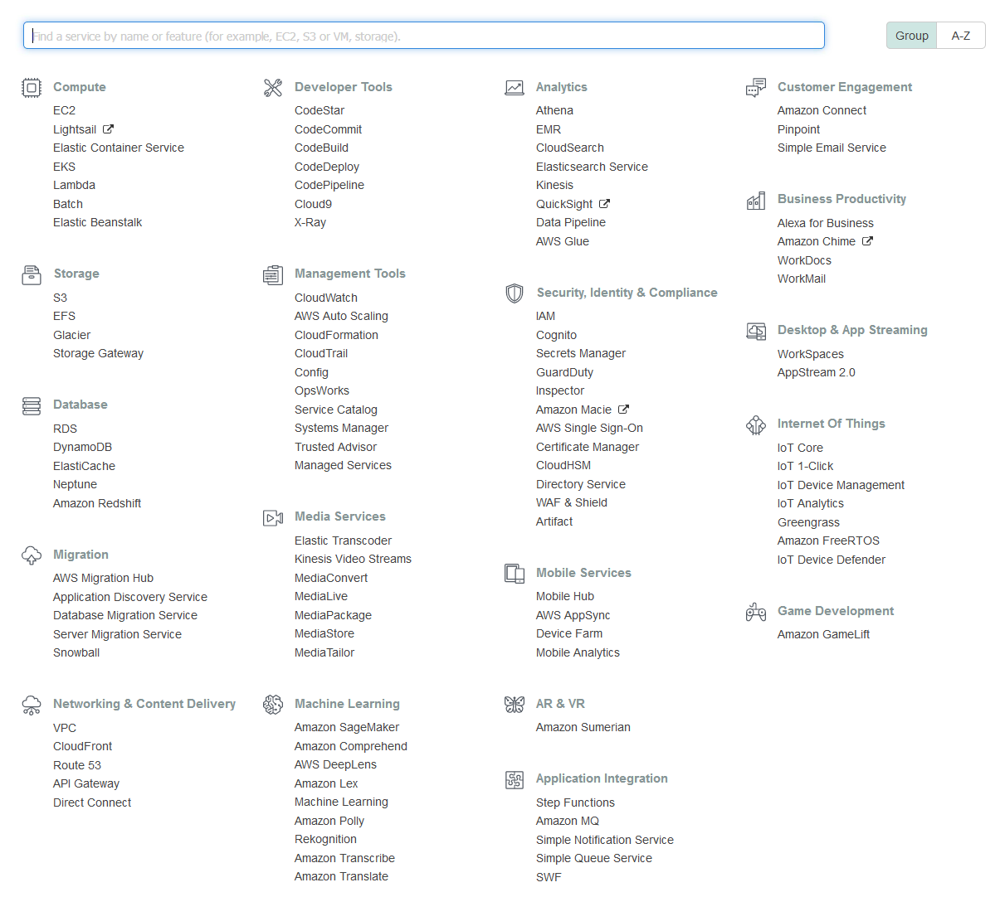 Find a service by name or feature (for example, EC2, S3 or VM, storage).
Group
A-Z
Compute
EC2
Lightsail
Elastic Container Service
EKS
Lambda
Batch
Elastic Beanstalk
Storage
S3
EFS
Glacier
Storage Gateway
Database
RDS
DynamoDB
ElastiCache
Neptune
Amazon Redshift
Migration
AWS Migration Hub
Application Discovery Service
Database Migration Service
Server Migration Service
Snowball
Networking & Content Delivery
VPC
CloudFront
Route 53
API Gateway
Direct Connect
Developer Tools
CodeStar
CodeCommit
CodeBuild
CodeDeploy
CodePipeline
Cloud9
X-Ray
Management Tools
CloudWatch
AWS Auto Scaling
CloudFormation
CloudTrail
Config
OpsWorks
Service Catalog
Systems Manager
Trusted Advisor
Managed Services
Media Services
Elastic Transcoder
Kinesis Video Streams
MediaConvert
MediaLive
MediaPackage
MediaStore
MediaTailor
Machine Learning
Amazon SageMaker
Amazon Comprehend
AWS DeepLens
Amazon Lex
Machine Learning
Amazon Polly
Rekognition
Amazon Transcribe
Amazon Translate
Analytics
Athena
EMR
CloudSearch
Elasticsearch Service
Kinesis
QuickSight
Data Pipeline
AWS Glue
Security, Identity & Compliance
IAM
Cognito
Secrets Manager
GuardDuty
Inspector
Amazon Macie
AWS Single Sign-On
Certificate Manager
CloudHSM
Directory Service
WAF & Shield
Artifact
Mobile Services
Mobile Hub
AWS AppSync
Device Farm
Mobile Analytics
AR & VR
Amazon Sumerian
Application Integration
Step Functions
Amazon MQ
Simple Notification Service
Simple Queue Service
SWF
Customer Engagement
Amazon Connect
Pinpoint
Simple Email Service
Business Productivity
Alexa for Business
Amazon Chime
WorkDocs
WorkMail
Desktop & App Streaming
WorkSpaces
AppStream 2.0
Internet Of Things
IoT Core
IoT 1-Click
IoT Device Management
IoT Analytics
Greengrass
Amazon FreeRTOS
IoT Device Defender
Game Development
Amazon GameLift